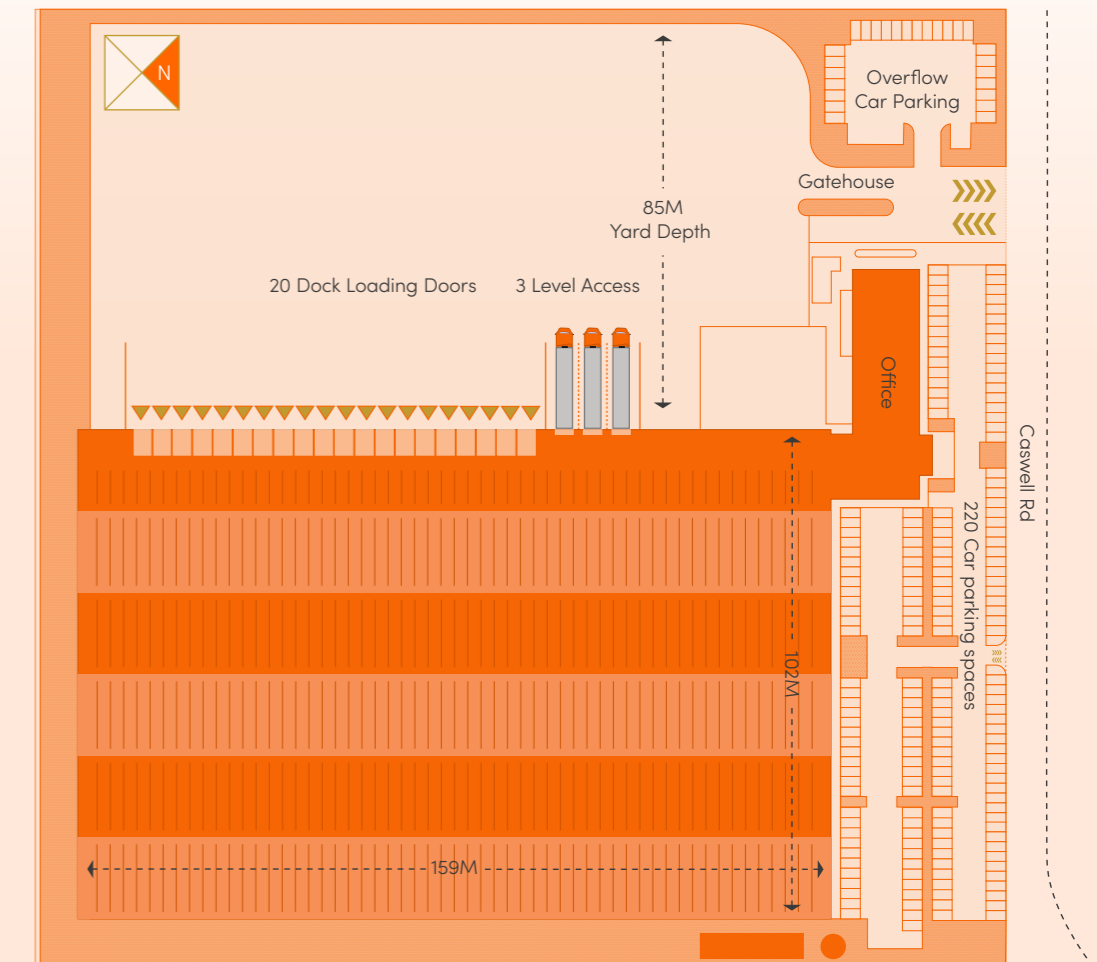 N
Overflow
Car Parking
Gatehouse
85M
Yard Depth
20 Dock Loading Doors
3 Level Access
Office
Caswell Rd
220 Car parking spaces
102M
159M